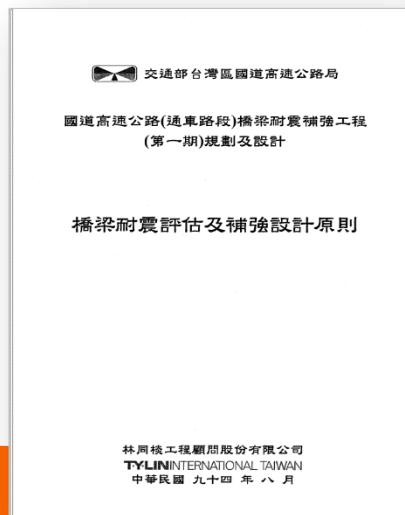 交通部台灣區國道高速公路局
國道高速公路(通車路段)橋梁耐震補強工程
(第一期)規劃及設計
橋梁耐震評估及補強設計原則
林同棪工程顧問股份有限公司
TY·LININTERNATIONAL TAIWAN
中華民國 九十四 年 八 月